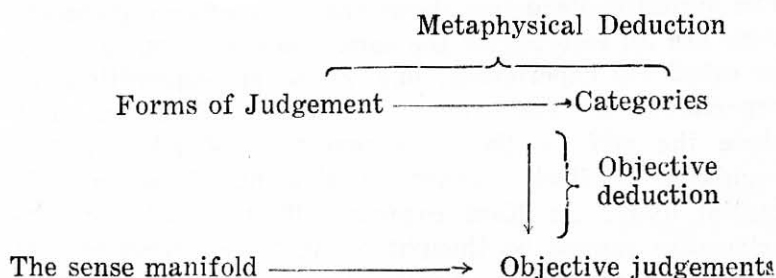 Metaphysical Deduction
Forms of Judgement → Categories
Objective
deduction
The sense manifold → Objective judgements